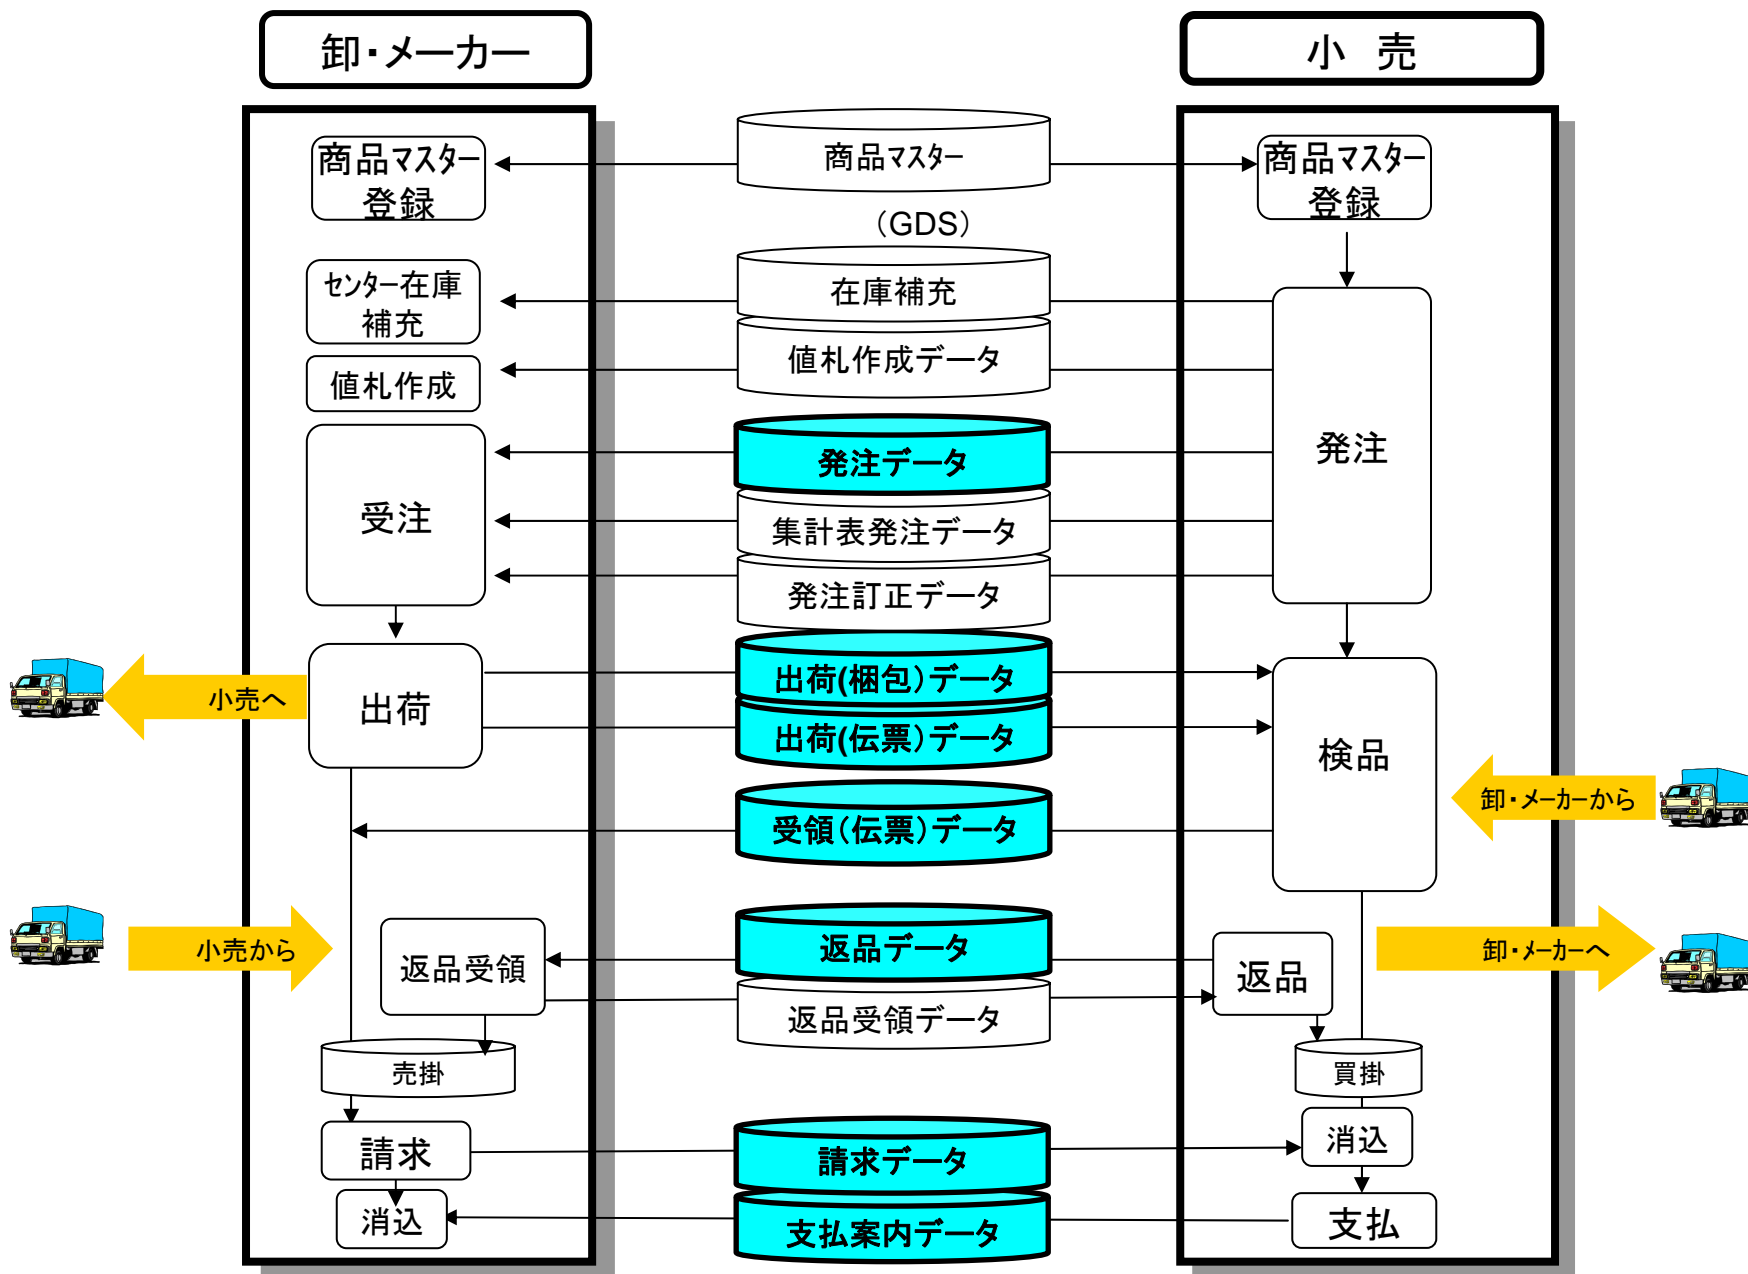 卸・メーカー
小 売
商品マスター
登録
商品マスター
商品マスター
登録
（GDS）
センター在庫
補充
在庫補充
値札作成
値札作成データ
発注
受注
発注データ
集計表発注データ
発注訂正データ
出荷
小売へ
出荷(梱包)データ
出荷(伝票)データ
検品
卸・メーカーから
受領(伝票)データ
小売から
返品受領
返品データ
返品
卸・メーカーへ
返品受領データ
売掛
買掛
請求
請求データ
消込
消込
支払案内データ
支払